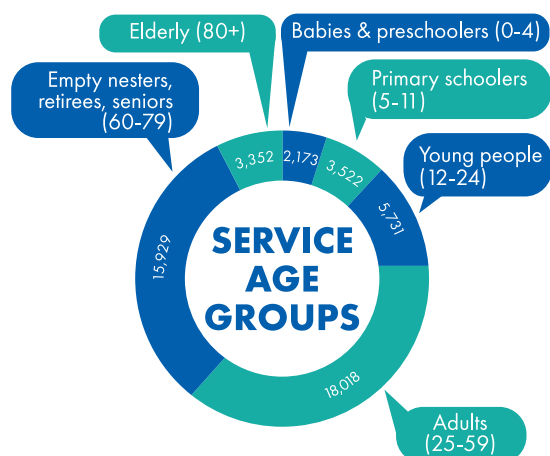 Elderly (80+)
Babies & preschoolers (0-4)
Empty nesters,
retirees, seniors
(60-79)
Primary schoolers
(5-11)
Young people
(12-24)
3,352
2,173
3,522
5,731
15,929
18,018
SERVICE
AGE
GROUPS
Adults
(25-59)